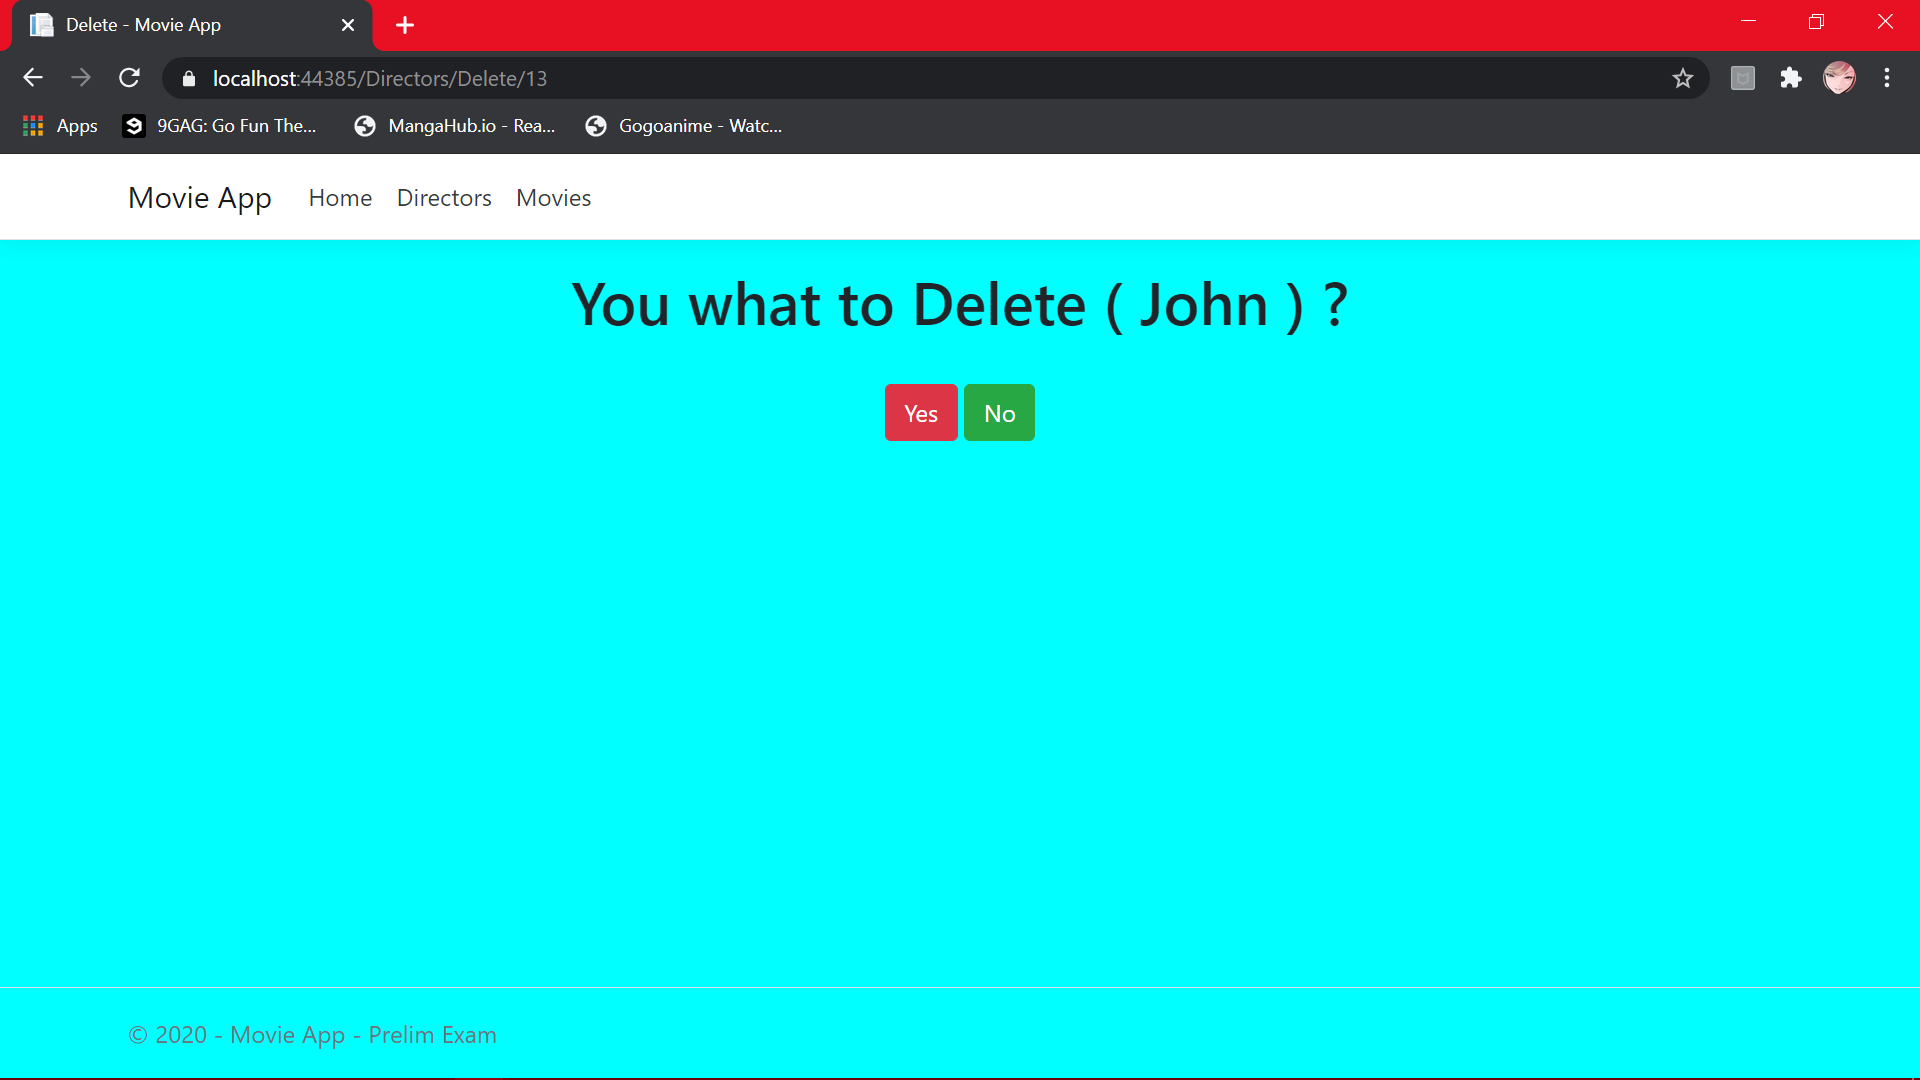 Delete - Movie App
localhost:44385/Directors/Delete/13
Apps 9GAG: Go Fun The... MangaHub.io - Rea... Gogoanime - Watc...
Movie App Home Directors Movies
You what to Delete ( John ) ?
Yes No
© 2020 - Movie App - Prelim Exam